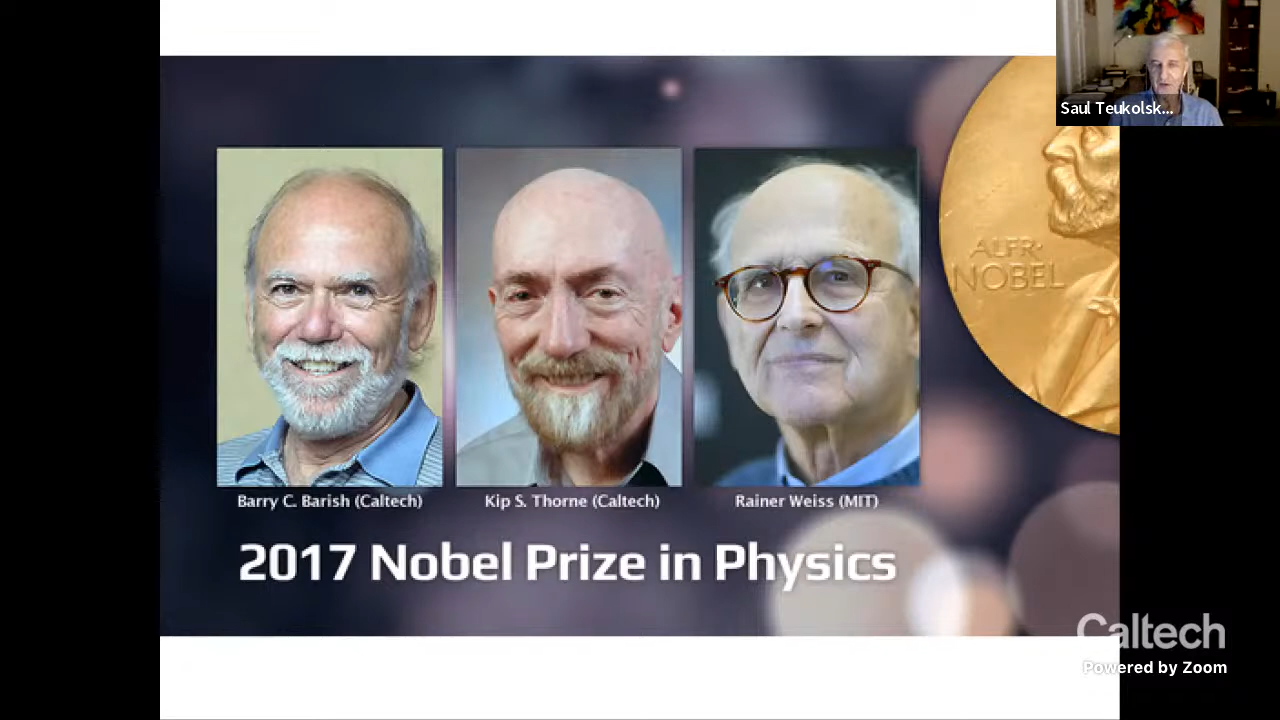 Saul Teukolsk...
ALFR·
NOBEL
Barry C. Barish (Caltech)
Kip S. Thorne (Caltech)
Rainer Weiss (MIT)
2017 Nobel Prize in Physics
Caltech
Powered by Zoom